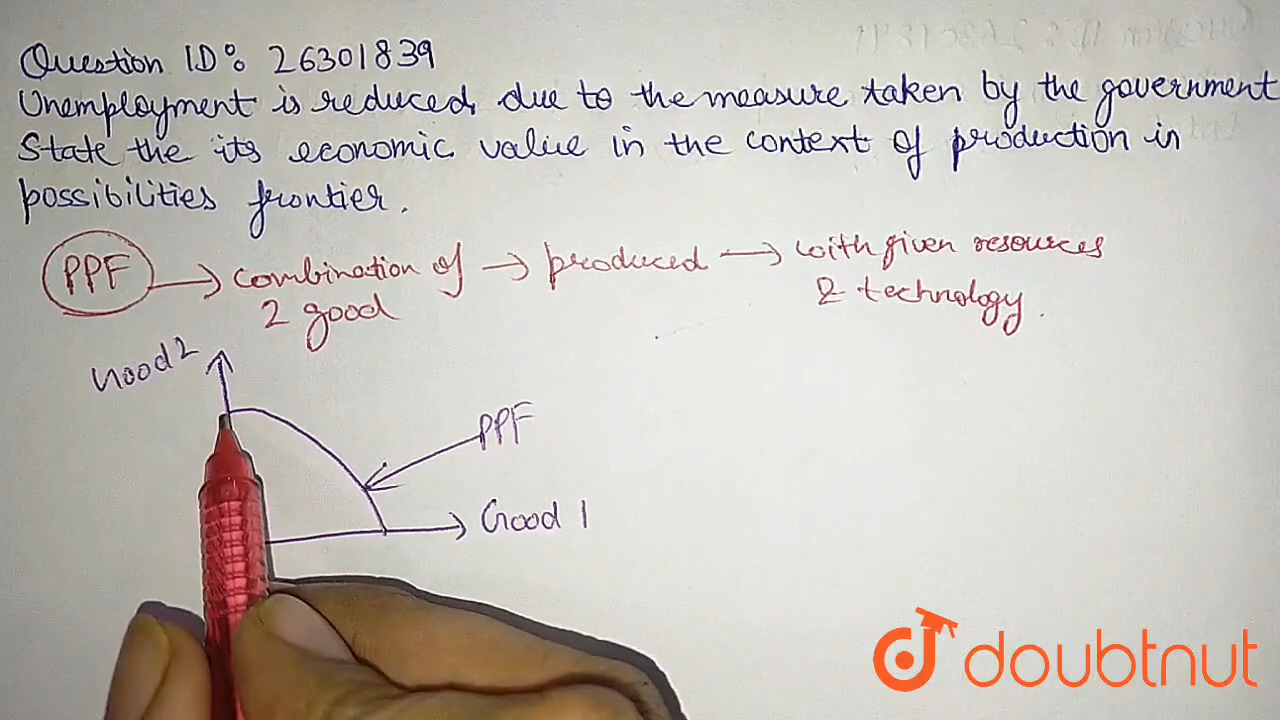 Question ID: 26301839
Unemployment is reduced, due to the measure taken by the government
State the its economic value in the context of production in
possibilities frontier.
PPF → combination of → produced → with given resources
2 good & technology.
Good 2
PPF
Good 1
doubtnut